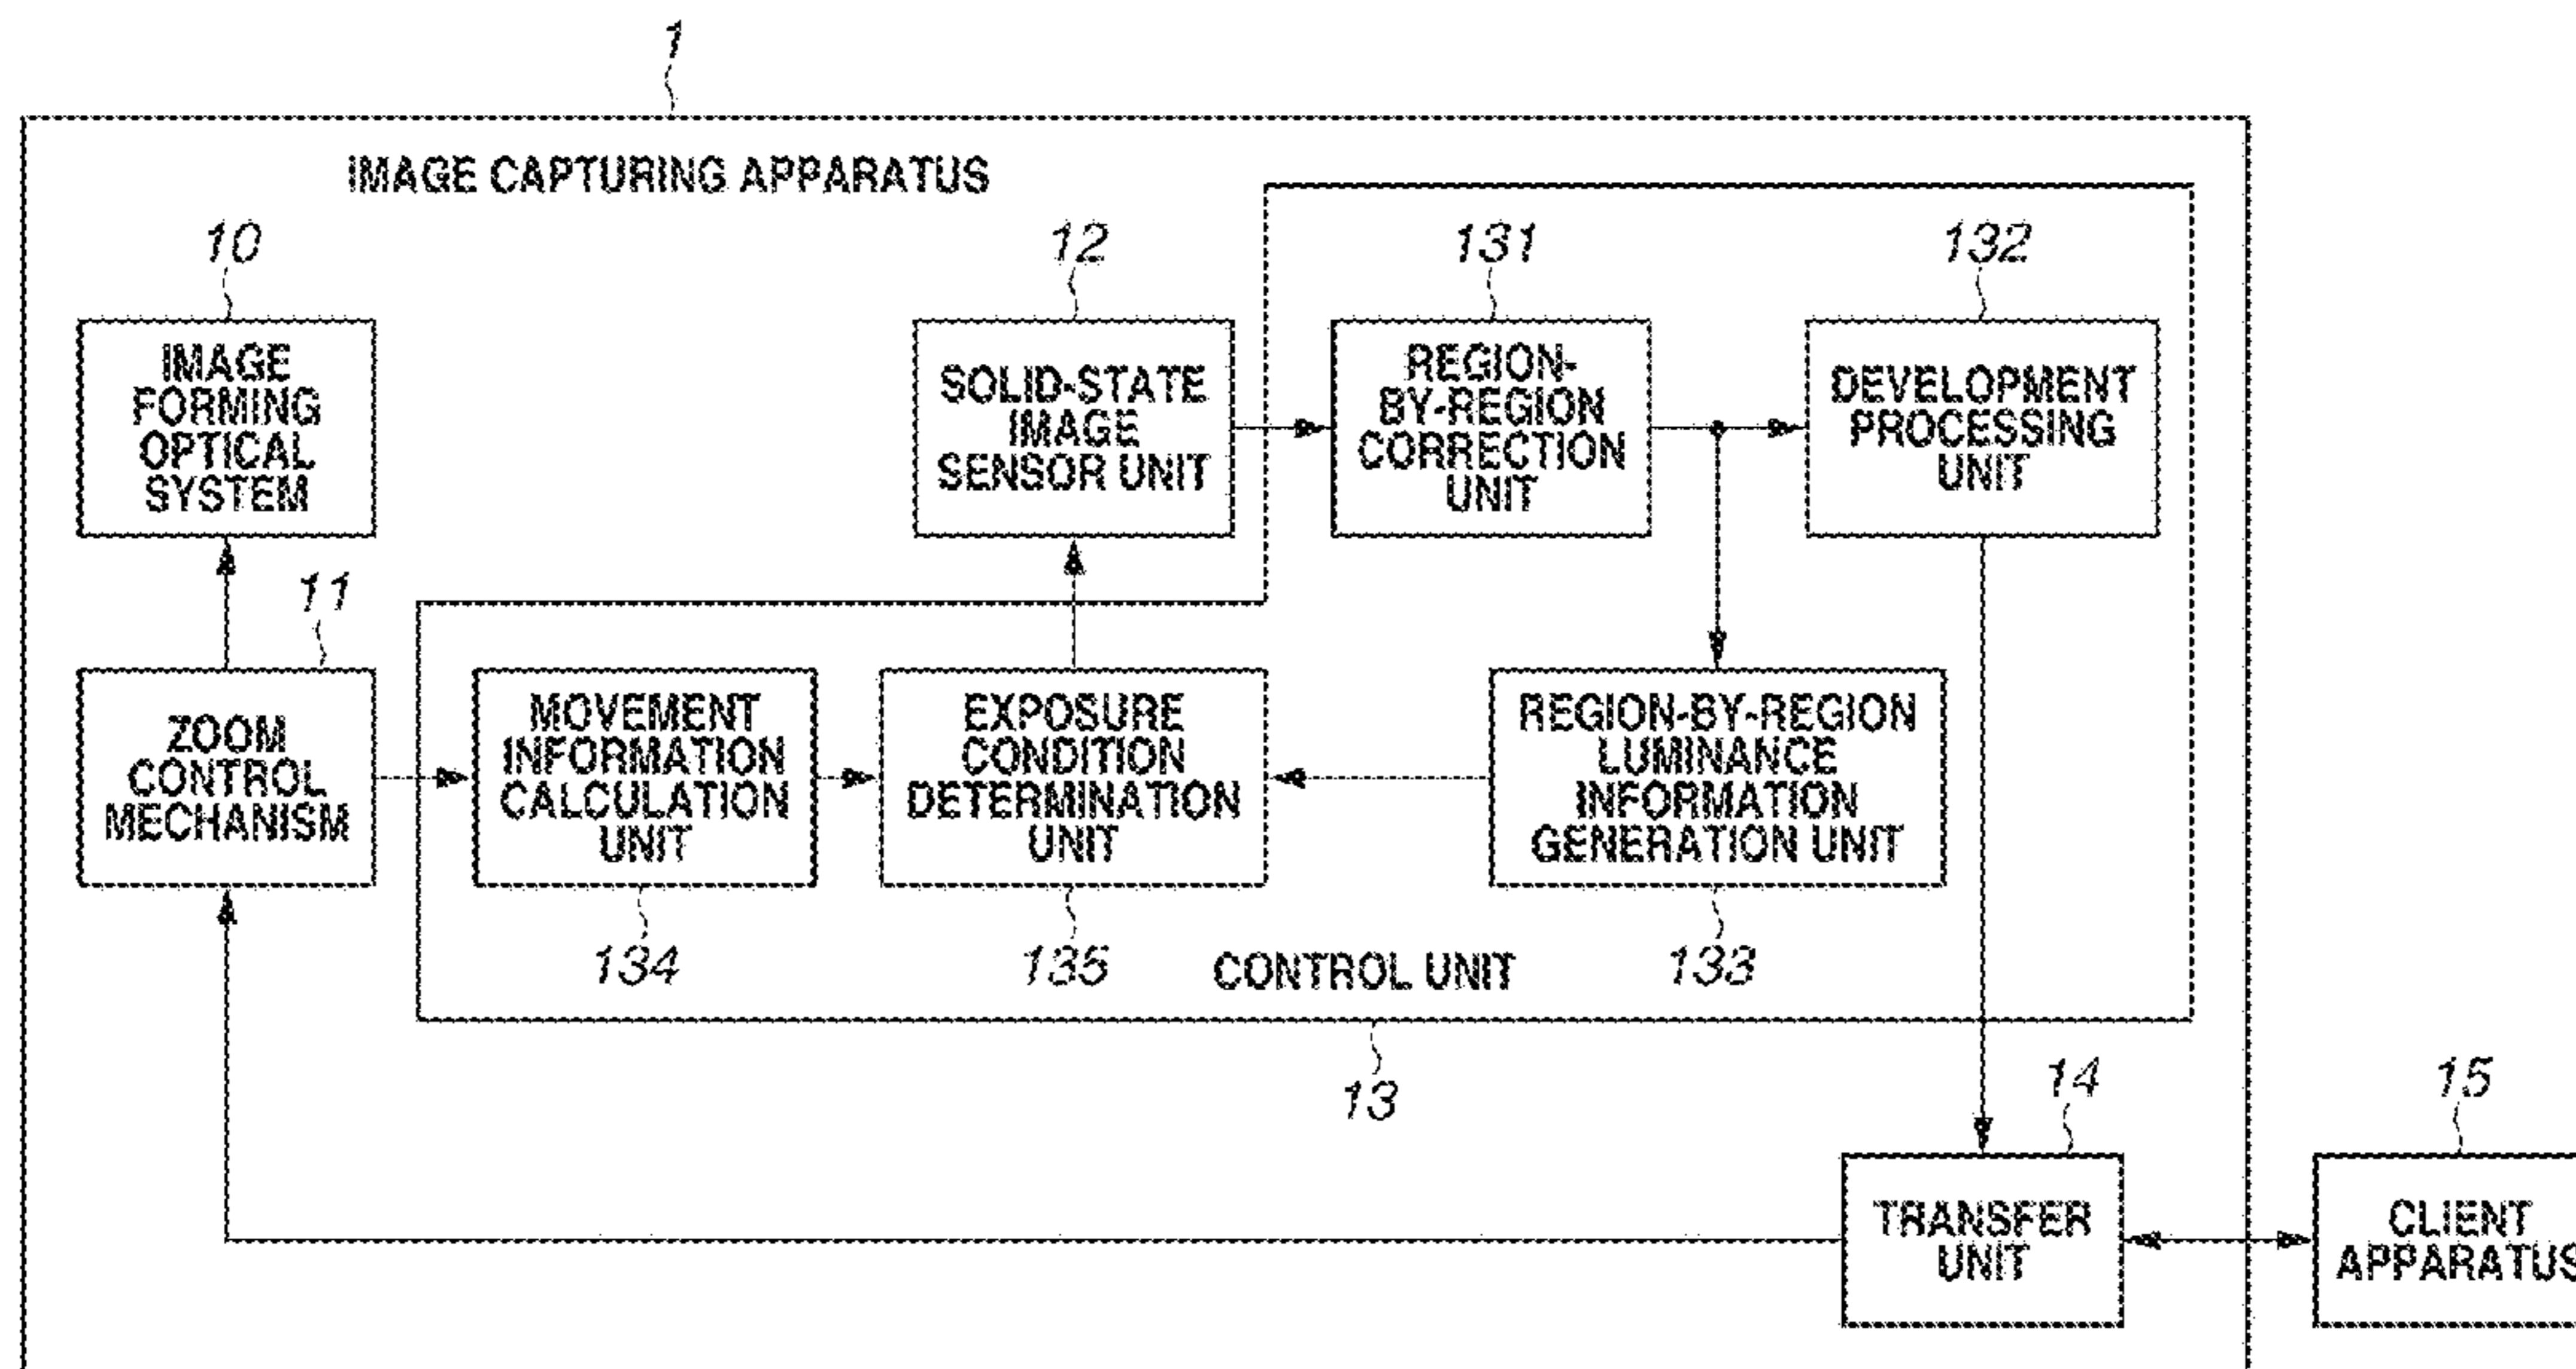 1
IMAGE CAPTURING APPARATUS
10
12
131
132
IMAGE
FORMING
OPTICAL
SYSTEM
SOLID-STATE
IMAGE
SENSOR UNIT
REGION-
BY-REGION
CORRECTION
UNIT
DEVELOPMENT
PROCESSING
UNIT
11
ZOOM
CONTROL
MECHANISM
MOVEMENT
INFORMATION
CALCULATION
UNIT
EXPOSURE
CONDITION
DETERMINATION
UNIT
REGION-BY-REGION
LUMINANCE
INFORMATION
GENERATION UNIT
134
135
CONTROL UNIT
133
13
14
15
TRANSFER
UNIT
CLIENT
APPARATUS